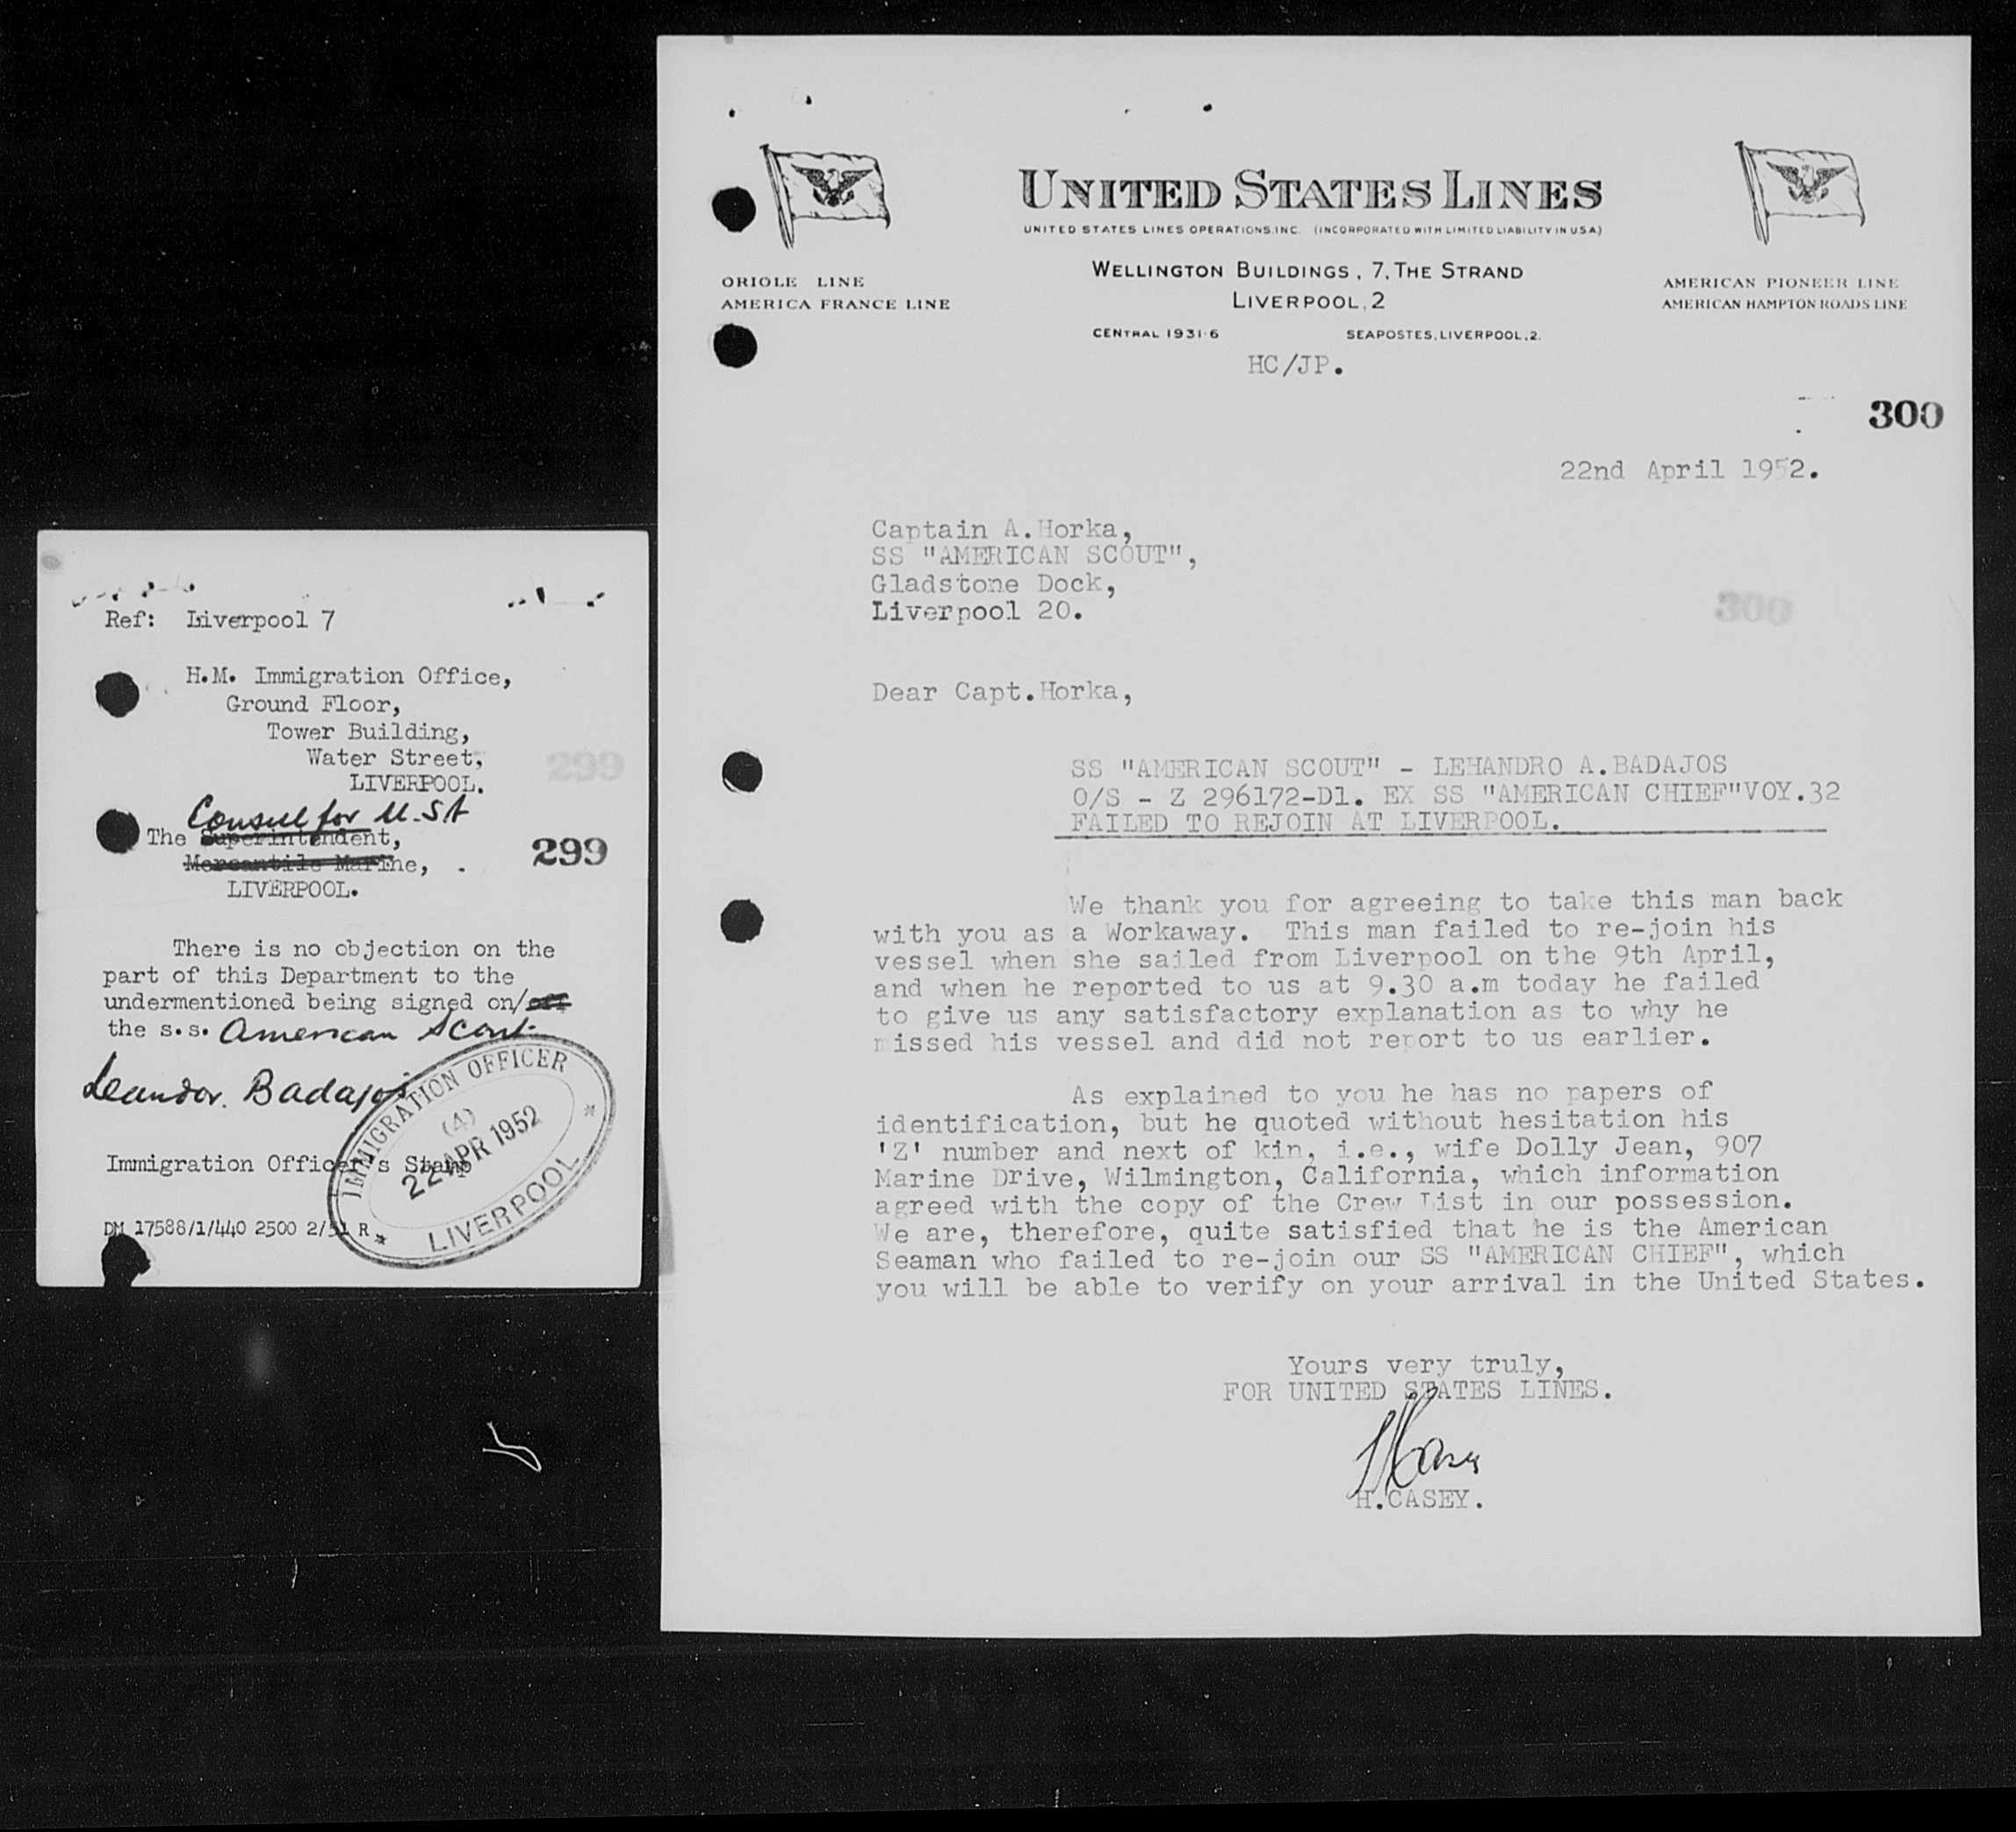 Ref: Liverpool 7
H.M. Immigration Office,
Ground Floor,
Tower Building,
Water Street,
LIVERPOOL.
299
Consul for U.S.A
The Superintendent,
299
Mercantile Marine,
LIVERPOOL.
There is no objection on the
part of this Department to the
undermentioned being signed on/off
the s.s. American Scout
Leandor. Badajos
Immigration Officer's Stamp
IMMIGRATION OFFICER
(4)
22 APR 1952
* LIVERPOOL *
DM 17588/1/440 2500 2/51 R
UNITED STATES LINES
UNITED STATES LINES OPERATIONS, INC. (INCORPORATED WITH LIMITED LIABILITY IN U.S.A)
WELLINGTON BUILDINGS, 7, THE STRAND
ORIOLE LINE
AMERICAN PIONEER LINE
LIVERPOOL, 2
AMERICA FRANCE LINE
AMERICAN HAMPTON ROADS LINE
CENTRAL 1931-6 SEAPOSTES, LIVERPOOL, 2.
HC/JP.
300
22nd April 1952.
Captain A.Horka,
SS "AMERICAN SCOUT",
Gladstone Dock,
Liverpool 20.
300
Dear Capt.Horka,
SS "AMERICAN SCOUT" - LEHANDRO A.BADAJOS
O/S - Z 296172-D1. EX SS "AMERICAN CHIEF"VOY.32
FAILED TO REJOIN AT LIVERPOOL.
We thank you for agreeing to take this man back
with you as a Workaway. This man failed to re-join his
vessel when she sailed from Liverpool on the 9th April,
and when he reported to us at 9.30 a.m today he failed
to give us any satisfactory explanation as to why he
missed his vessel and did not report to us earlier.
As explained to you he has no papers of
identification, but he quoted without hesitation his
'Z' number and next of kin, i.e., wife Dolly Jean, 907
Marine Drive, Wilmington, California, which information
agreed with the copy of the Crew List in our possession.
We are, therefore, quite satisfied that he is the American
Seaman who failed to re-join our SS "AMERICAN CHIEF", which
you will be able to verify on your arrival in the United States.
Yours very truly,
FOR UNITED STATES LINES.
H Casey
H.CASEY.